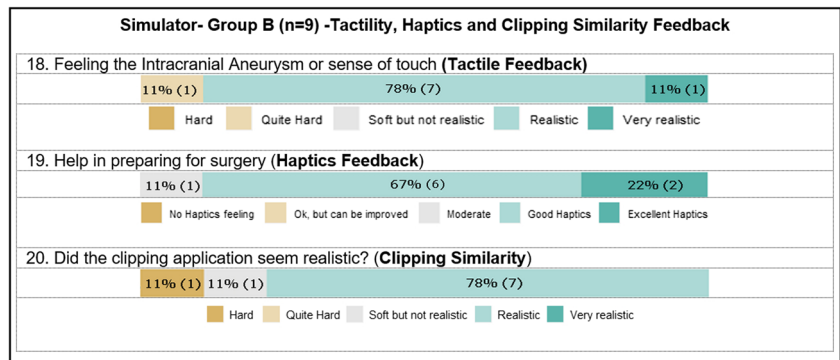 Simulator- Group B (n=9) -Tactility, Haptics and Clipping Similarity Feedback
18. Feeling the Intracranial Aneurysm or sense of touch (Tactile Feedback)
11% (1) 78% (7) 11% (1)
Hard Quite Hard Soft but not realistic Realistic Very realistic
19. Help in preparing for surgery (Haptics Feedback)
11% (1) 67% (6) 22% (2)
No Haptics feeling Ok, but can be improved Moderate Good Haptics Excellent Haptics
20. Did the clipping application seem realistic? (Clipping Similarity)
11% (1) 11% (1) 78% (7)
Hard Quite Hard Soft but not realistic Realistic Very realistic